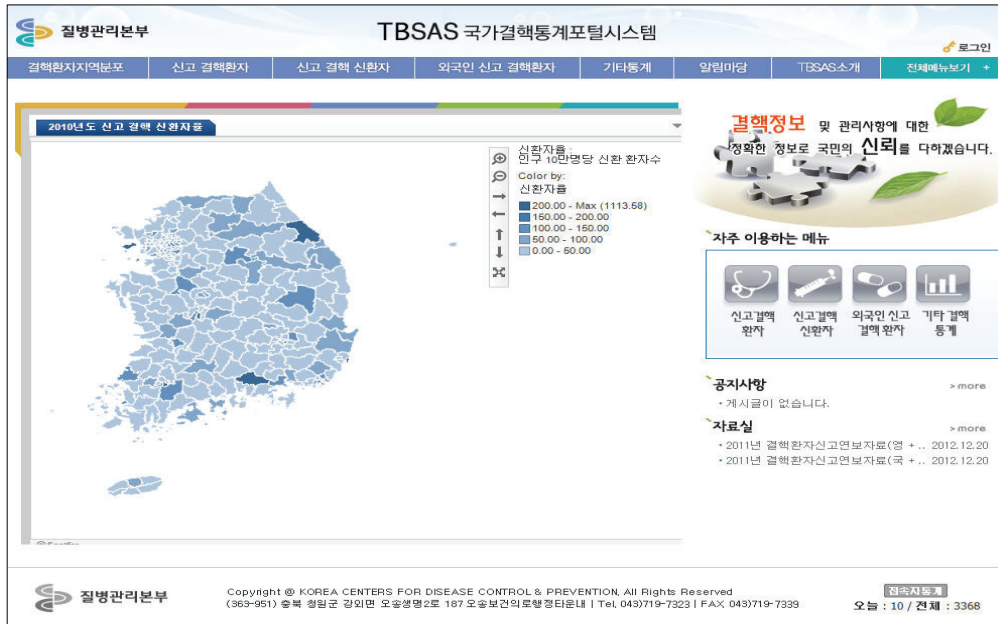 질병관리본부
TBSAS 국가결핵통계포털시스템
로그인
결핵환자지역분포 신고 결핵환자 신고 결핵 신환자 외국인 신고 결핵환자 기타통계 알림마당 TBSAS소개 전체메뉴보기 +
2010년도 신고 결핵 신환자율
신환자율 :
인구 10만명당 신환 환자수
Color by:
신환자율
200.00 - Max (1113.58)
150.00 - 200.00
100.00 - 150.00
50.00 - 100.00
0.00 - 50.00
결핵정보 및 관리사항에 대한
정확한 정보로 국민의 신뢰를 다하겠습니다.
자주 이용하는 메뉴
신고결핵 환자
신고결핵 신환자
외국인 신고 결핵 환자
기타 결핵 통계
공지사항 > more
· 게시글이 없습니다.
자료실 > more
· 2011년 결핵환자신고연보자료(영 + .. 2012.12.20
· 2011년 결핵환자신고연보자료(국 + .. 2012.12.20
질병관리본부
Copyright @ KOREA CENTERS FOR DISEASE CONTROL & PREVENTION, All Rights Reserved
(363-951) 충북 청원군 강외면 오송생명2로 187 오송보건의료행정타운내 | Tel, 043)719-7323 | FAX 043)719-7339
접속자통계
오늘 : 10 / 전체 : 3368